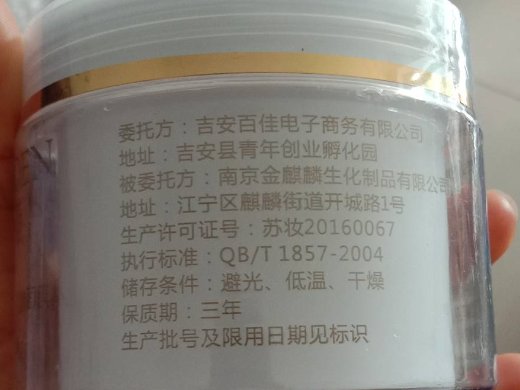 委托方：吉安百佳电子商务有限公司
地址：吉安县青年创业孵化园
被委托方：南京金麒麟生化制品有限公司
地址：江宁区麒麟街道开城路1号
生产许可证号：苏妆20160067
执行标准：QB/T 1857-2004
储存条件：避光、低温、干燥
保质期：三年
生产批号及限用日期见标识